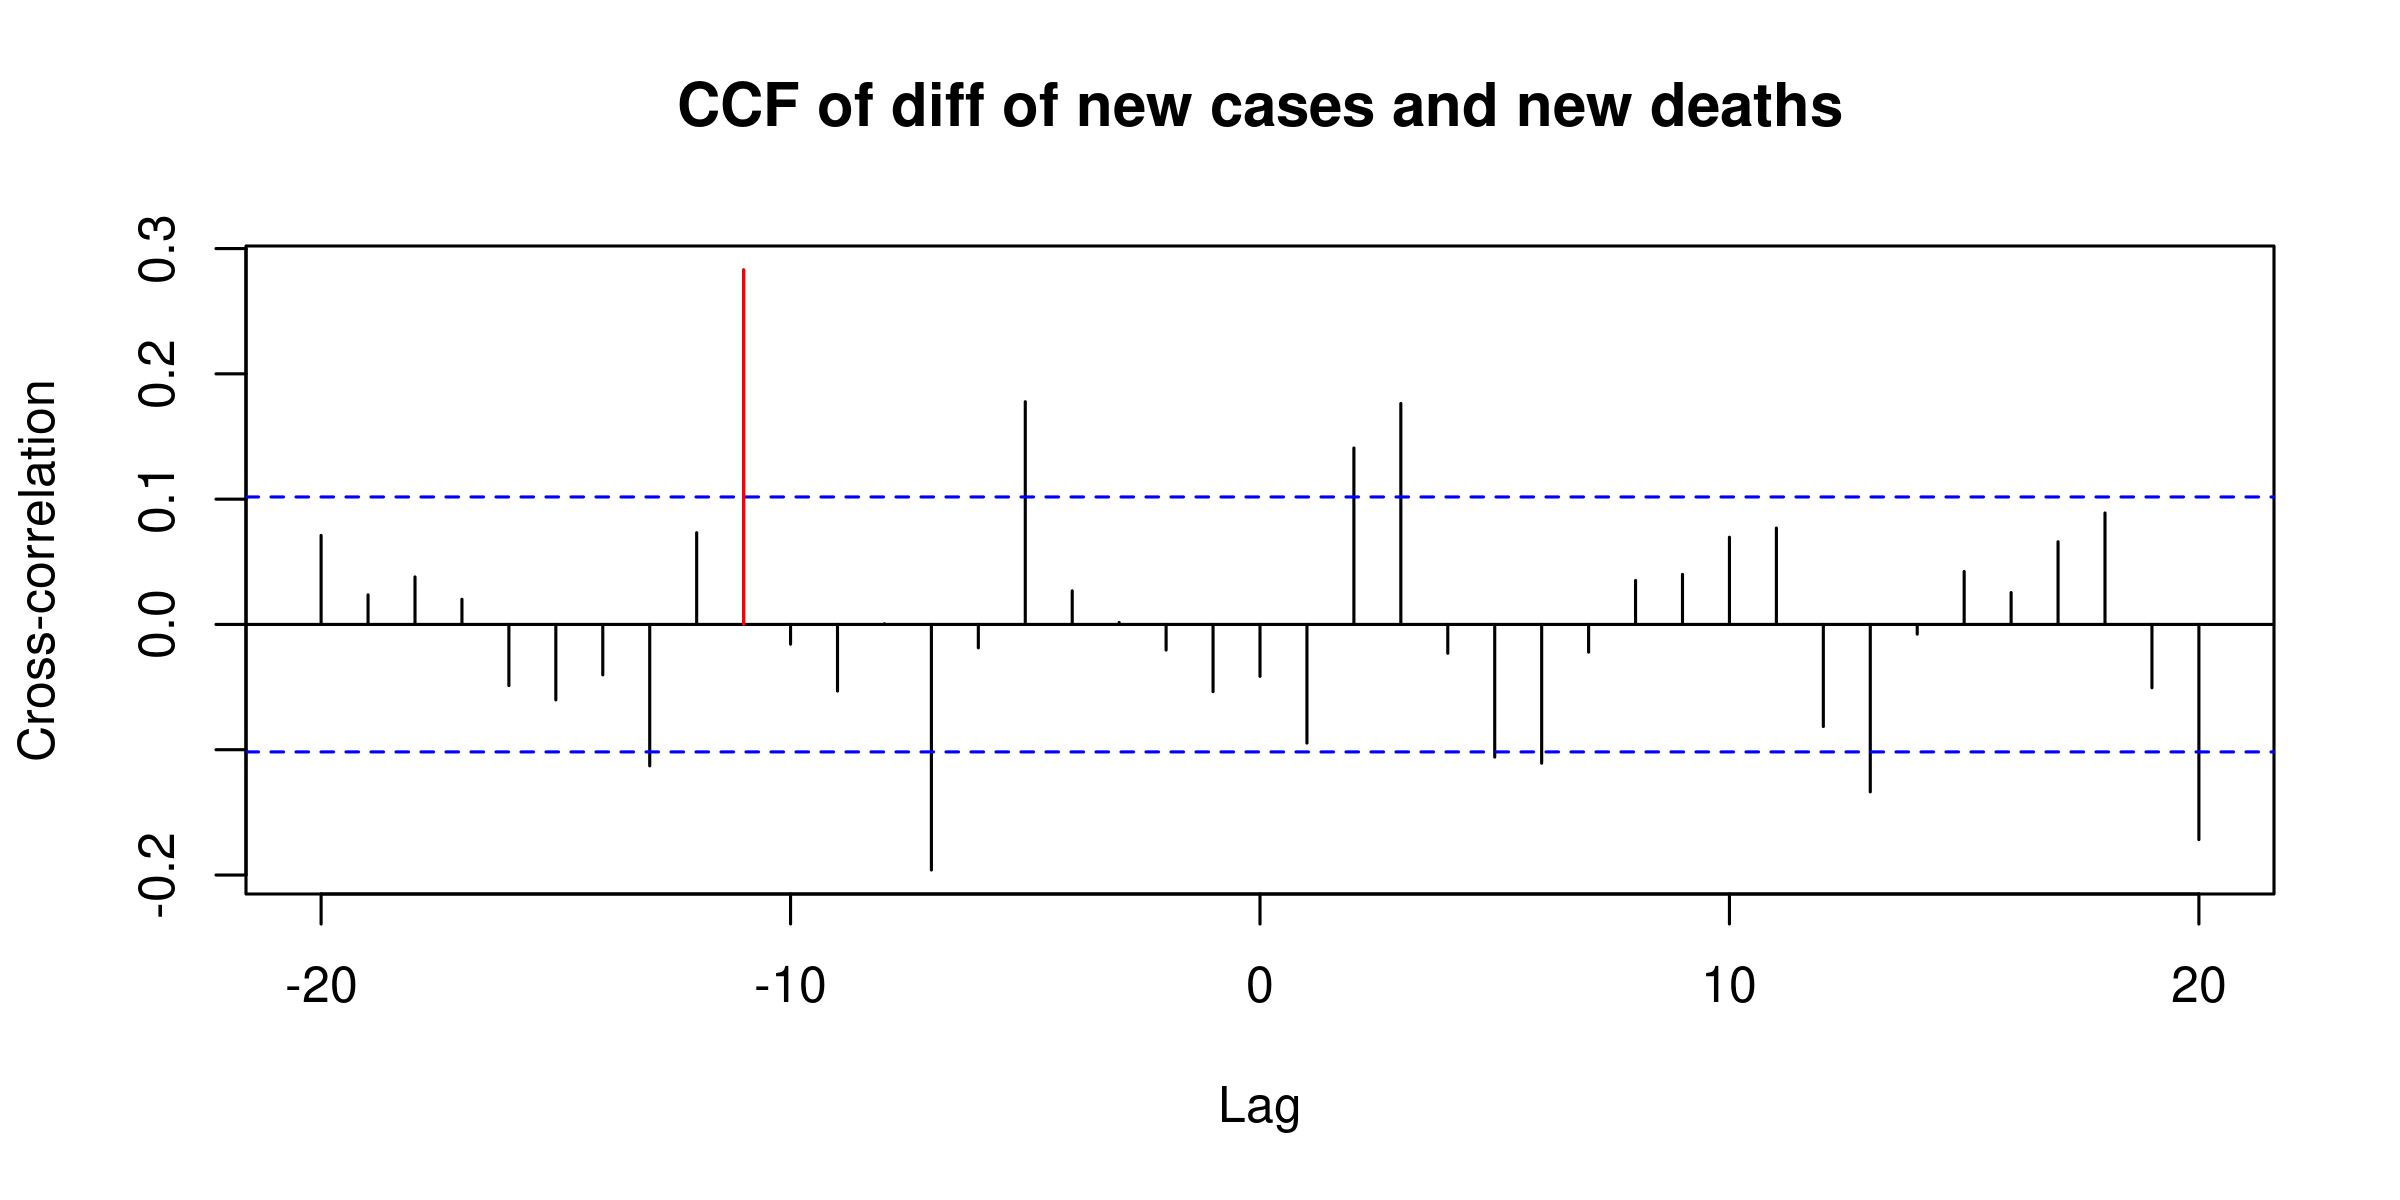 CCF of diff of new cases and new deaths
Cross-correlation
0.3
0.2
0.1
0.0
-0.2
-20 -10 0 10 20
Lag